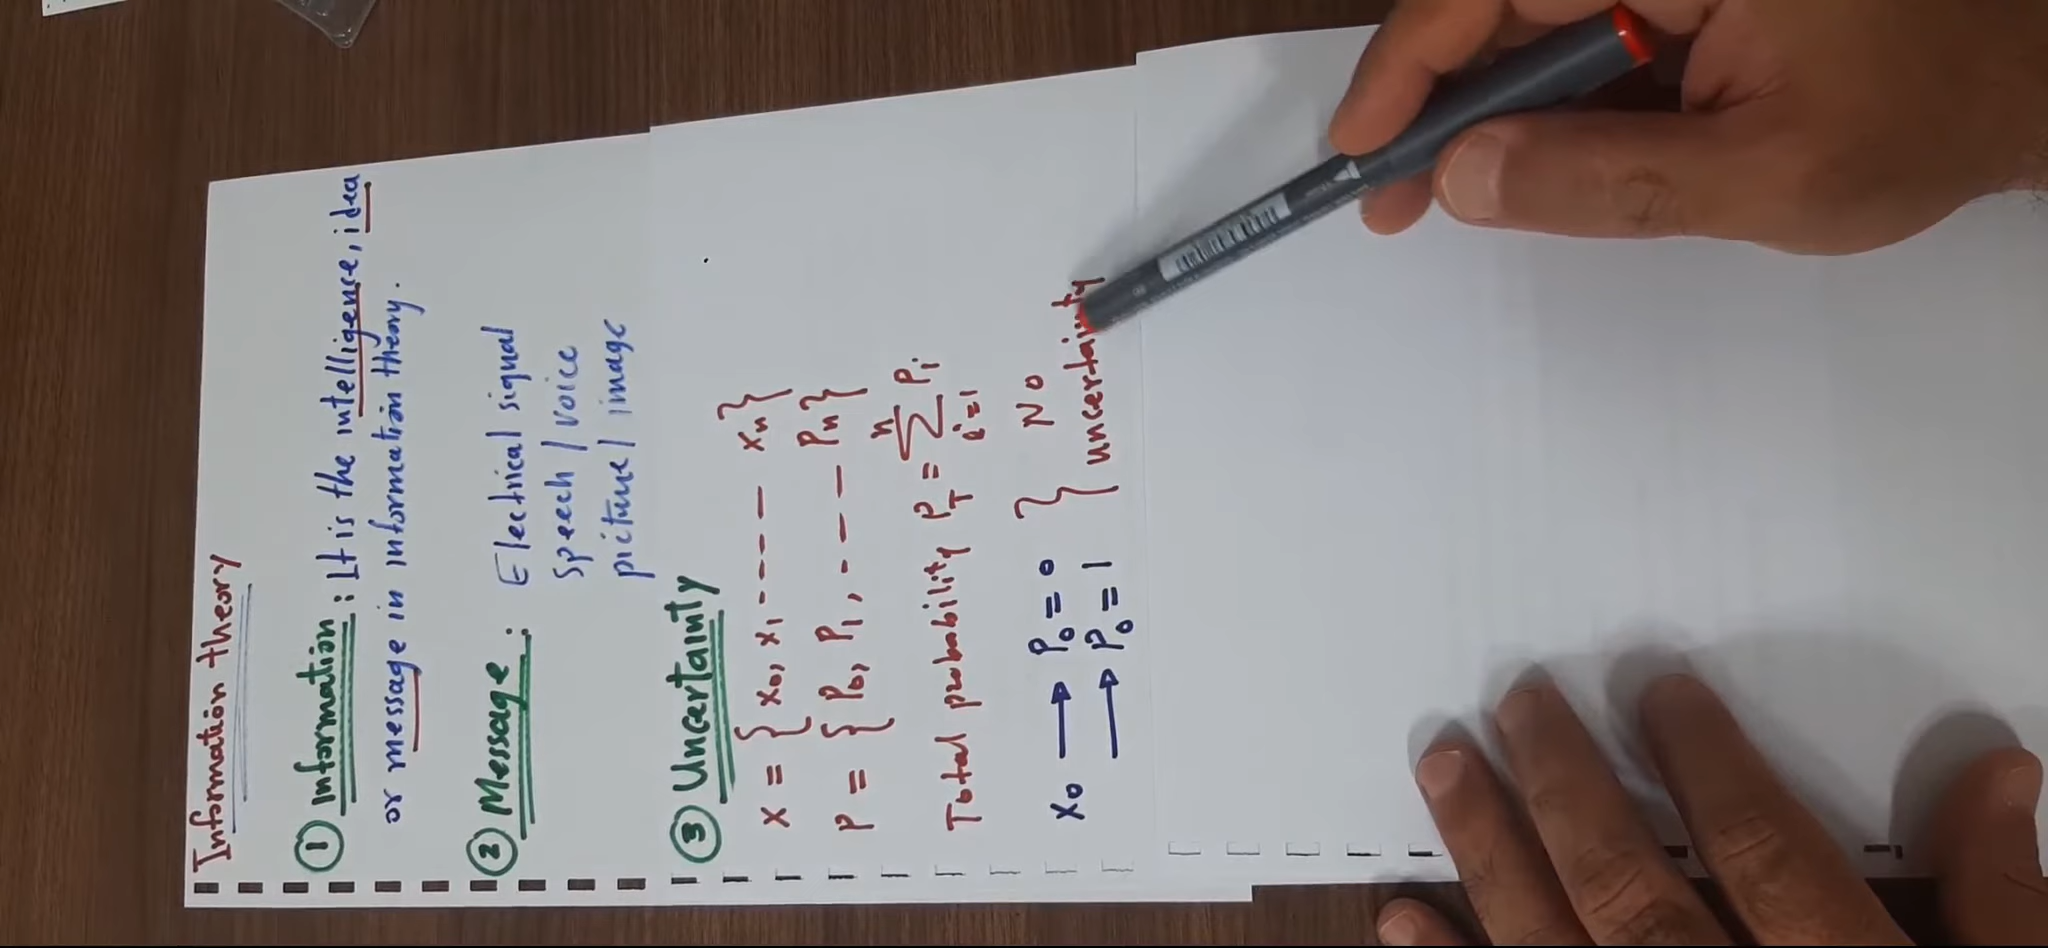 Information theory
① Information : It is the intelligence, idea
or message in information theory.
② Message : Electrical signal
Speech / voice
picture / image
③ Uncertainty
X = { x₀, x₁ ----- xₙ }
P = { P₀, P₁, ---- Pₙ }
Total probability P_T = ∑ⁿᵢ₌₁ Pᵢ
X₀ → P₀ = 0 } No
→ P₀ = 1 } uncertainty